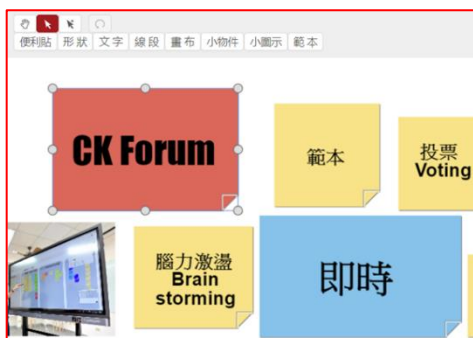 便利貼 形狀 文字 線段 畫布 小物件 小圖示 範本
CK Forum
範本
投票
Voting
腦力激盪
Brain
storming
即時